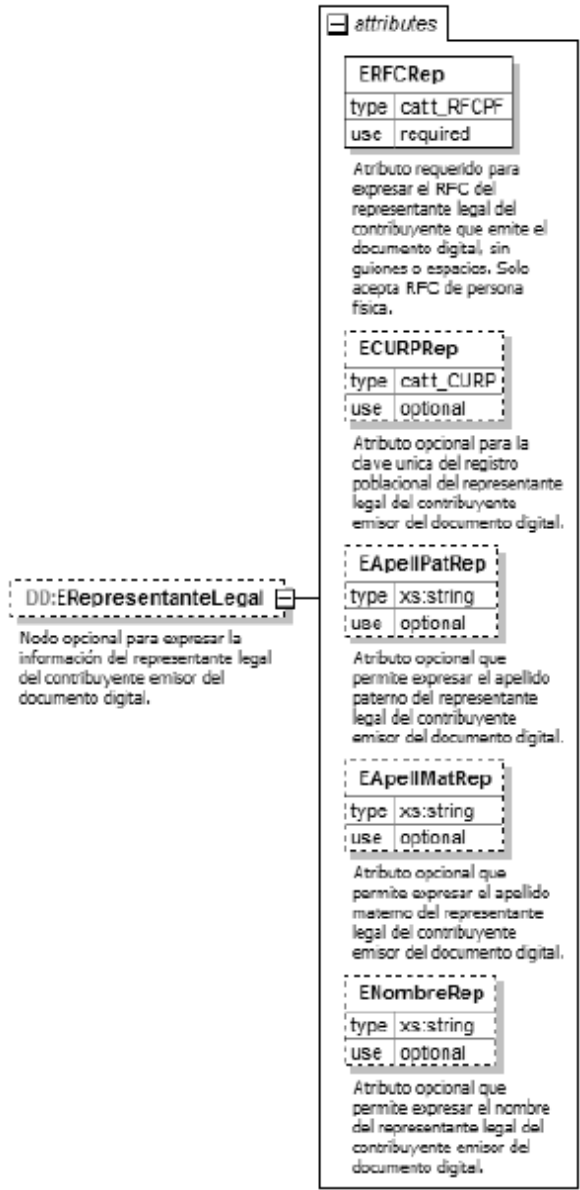 attributes
ERFCRep
type catt_RFCPF
use required
Atributo requerido para
expresar el RFC del
representante legal del
contribuyente que emite el
documento digital, sin
guiones o espacios. Solo
acepta RFC de persona
física.
ECURPRep
type catt_CURP
use optional
Atributo opcional para la
clave unica del registro
poblacional del representante
legal del contribuyente
emisor del documento digital.
DD:ERepresentanteLegal
Nodo opcional para expresar la
información del representante legal
del contribuyente emisor del
documento digital.
EApellPatRep
type xs:string
use optional
Atributo opcional que
permite expresar el apellido
paterno del representante
legal del contribuyente
emisor del documento digital.
EApellMatRep
type xs:string
use optional
Atributo opcional que
permite expresar el apellido
materno del representante
legal del contribuyente
emisor del documento digital.
ENombreRep
type xs:string
use optional
Atributo opcional que
permite expresar el nombre
del representante legal del
contribuyente emisor del
documento digital.